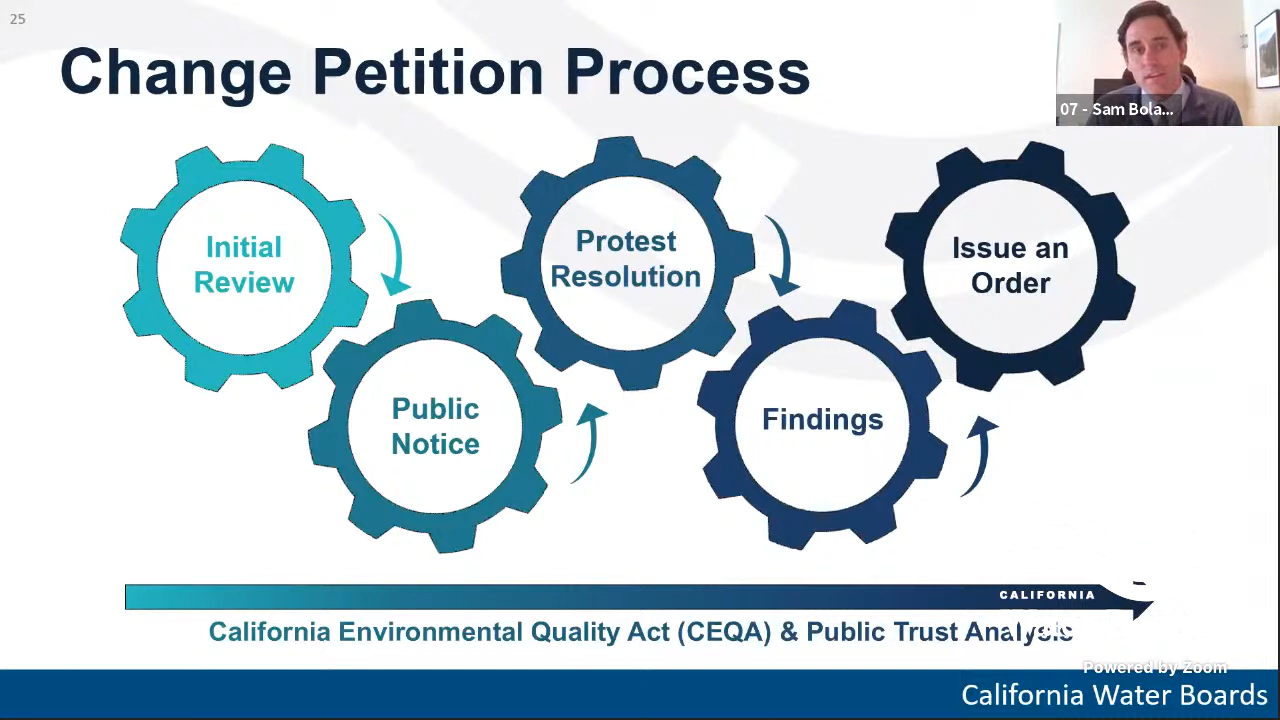 25
Change Petition Process
07 - Sam Bola...
Initial
Review
Public
Notice
Protest
Resolution
Findings
Issue an
Order
CALIFORNIA
California Environmental Quality Act (CEQA) & Public Trust Analysis
Powered by Zoom
California Water Boards